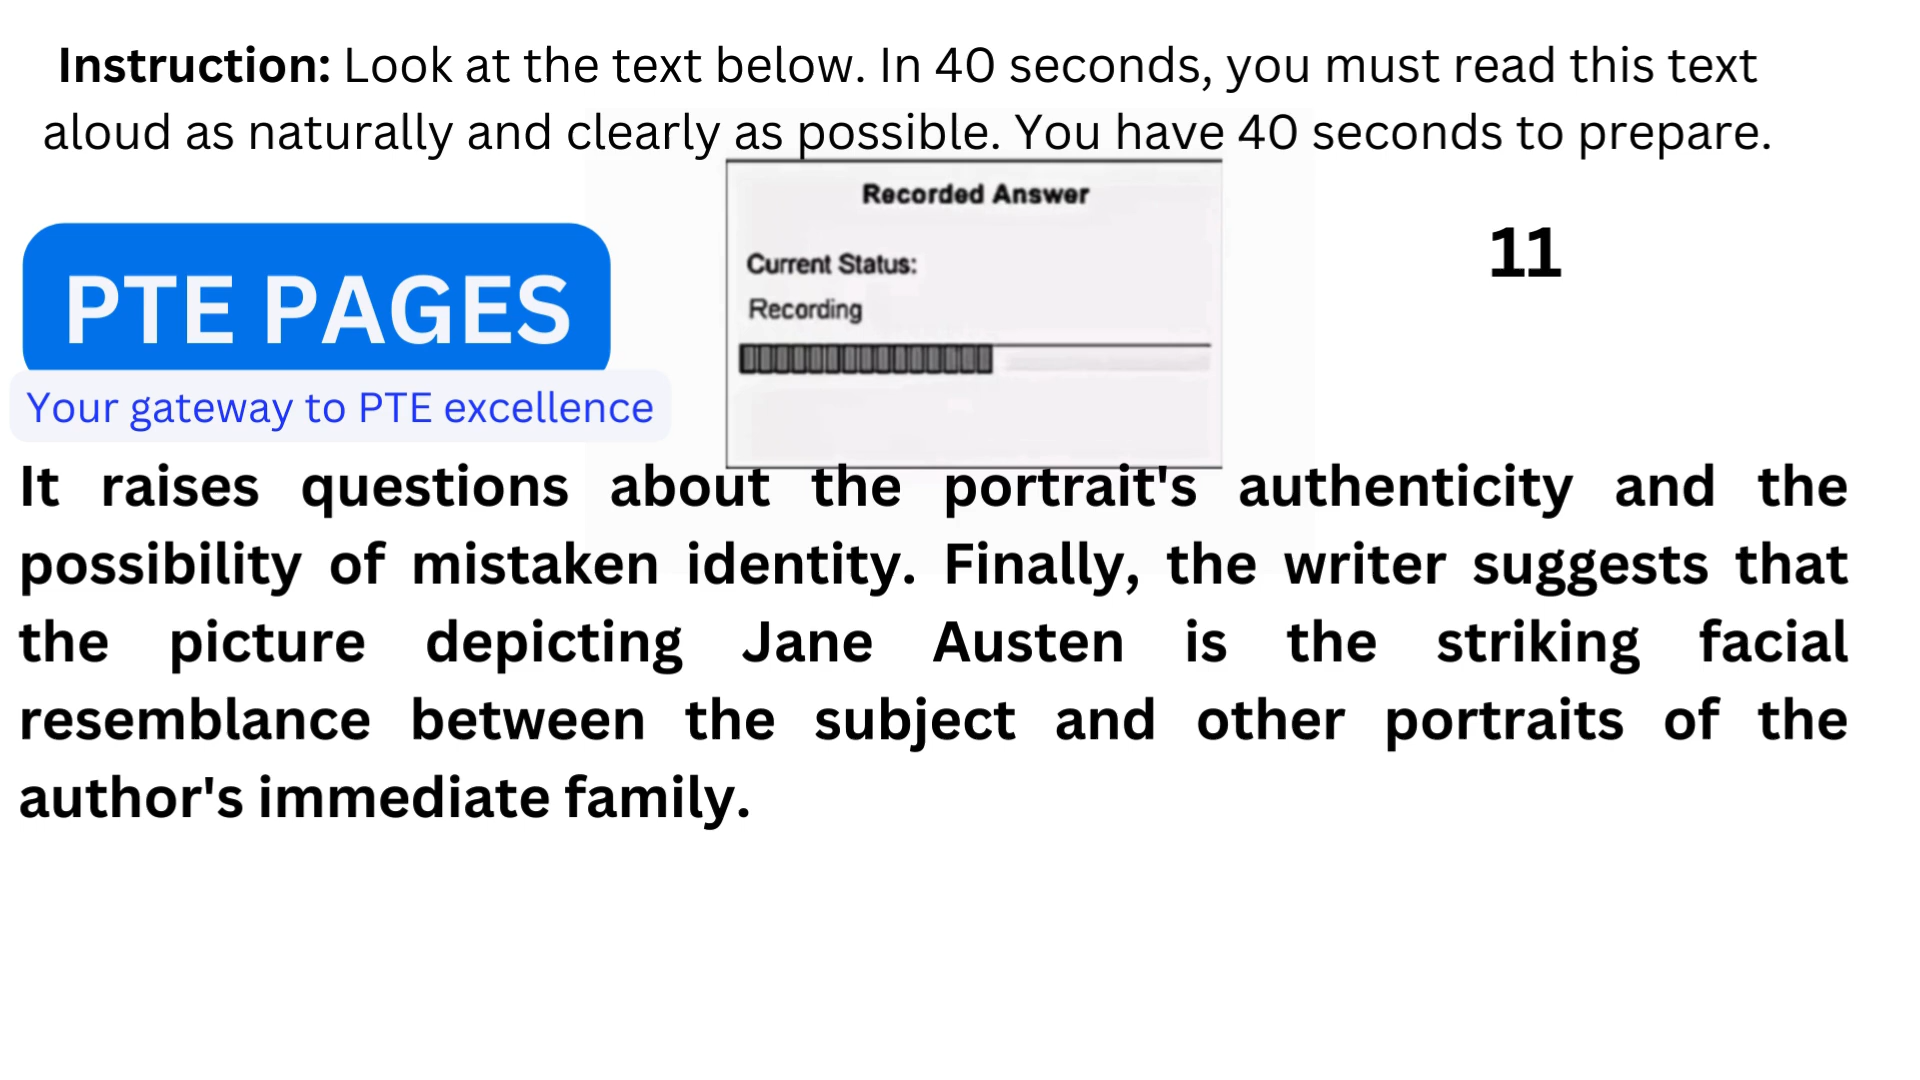 Instruction: Look at the text below. In 40 seconds, you must read this text
aloud as naturally and clearly as possible. You have 40 seconds to prepare.
Recorded Answer
Current Status:
Recording
11
PTE PAGES
Your gateway to PTE excellence
It raises questions about the portrait's authenticity and the
possibility of mistaken identity. Finally, the writer suggests that
the picture depicting Jane Austen is the striking facial
resemblance between the subject and other portraits of the
author's immediate family.